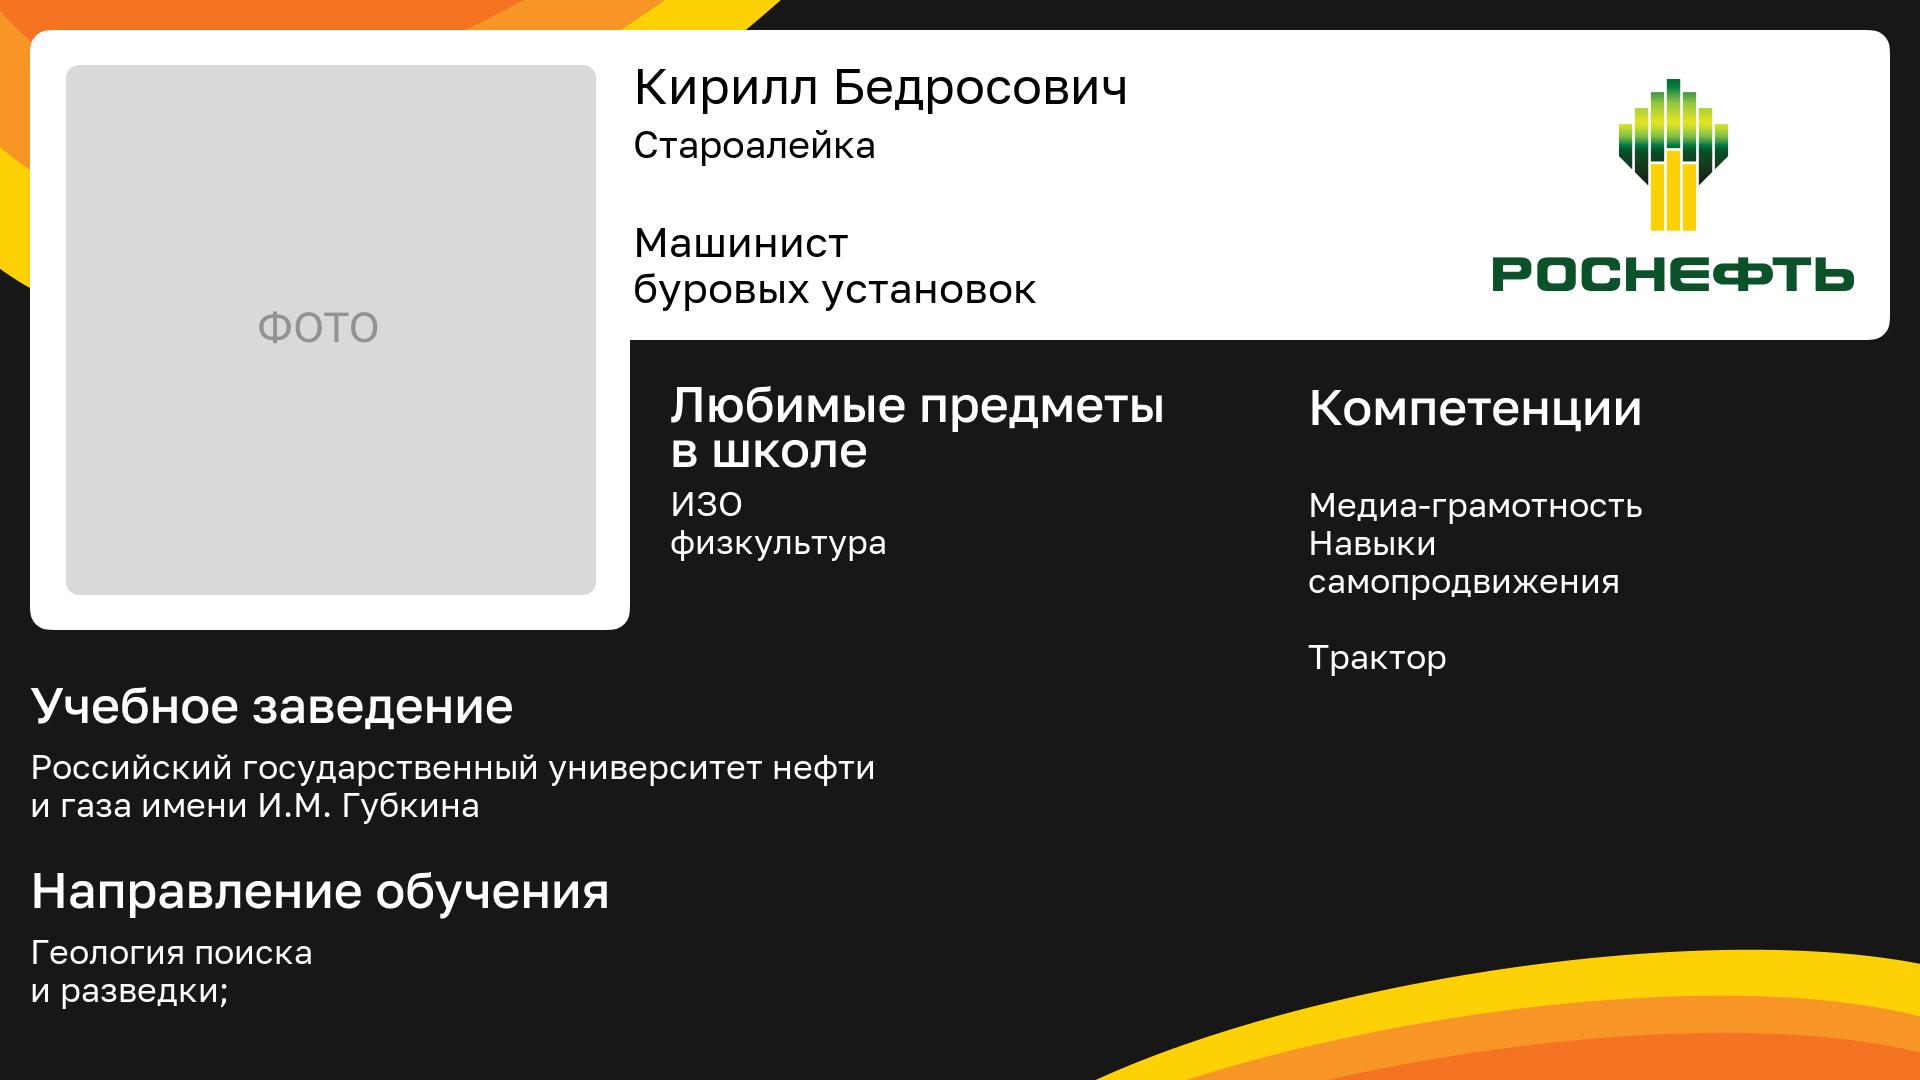 Кирилл Бедросович
Староалейка
Машинист
буровых установок
РОСНЕФТЬ
ФОТО
Любимые предметы
в школе
ИЗО
физкультура
Компетенции
Медиа-грамотность
Навыки
самопродвижения
Трактор
Учебное заведение
Российский государственный университет нефти
и газа имени И.М. Губкина
Направление обучения
Геология поиска
и разведки;